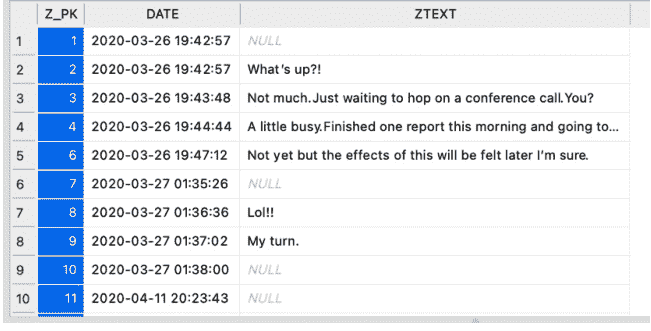 Z_PK DATE ZTEXT
1 1 2020-03-26 19:42:57 NULL
2 2 2020-03-26 19:42:57 What's up?!
3 3 2020-03-26 19:43:48 Not much.Just waiting to hop on a conference call.You?
4 4 2020-03-26 19:44:44 A little busy.Finished one report this morning and going to...
5 6 2020-03-26 19:47:12 Not yet but the effects of this will be felt later I'm sure.
6 7 2020-03-27 01:35:26 NULL
7 8 2020-03-27 01:36:36 Lol!!
8 9 2020-03-27 01:37:02 My turn.
9 10 2020-03-27 01:38:00 NULL
10 11 2020-04-11 20:23:43 NULL